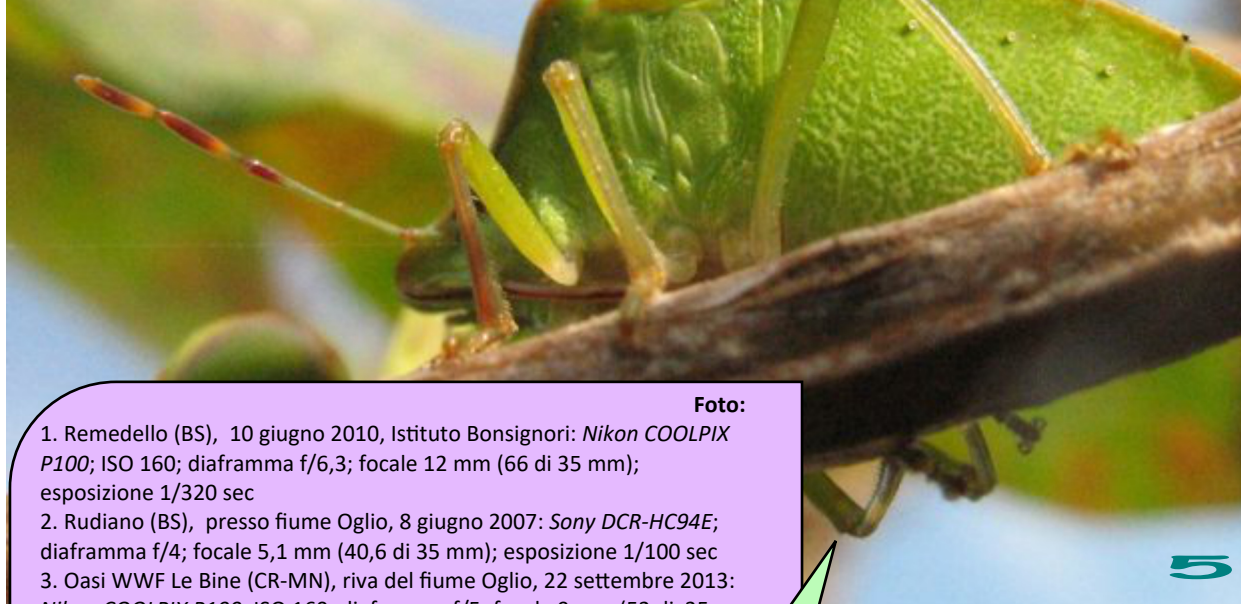 Foto:
1. Remedello (BS), 10 giugno 2010, Istituto Bonsignori: Nikon COOLPIX
P100; ISO 160; diaframma f/6,3; focale 12 mm (66 di 35 mm);
esposizione 1/320 sec
2. Rudiano (BS), presso fiume Oglio, 8 giugno 2007: Sony DCR-HC94E;
diaframma f/4; focale 5,1 mm (40,6 di 35 mm); esposizione 1/100 sec
3. Oasi WWF Le Bine (CR-MN), riva del fiume Oglio, 22 settembre 2013:
5